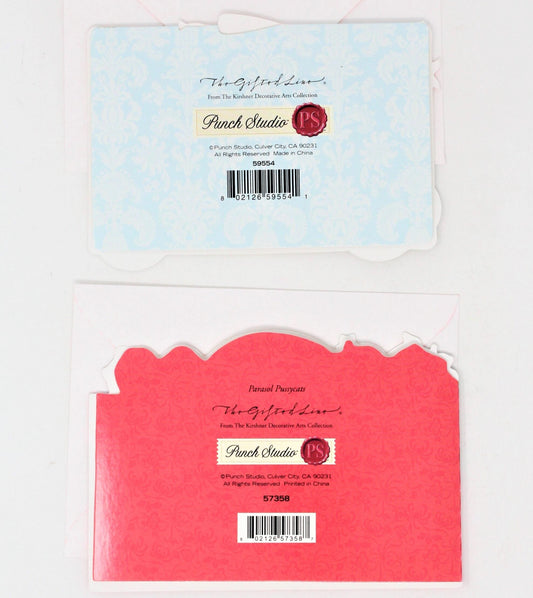 The Gifted Line®
From The Kirshner Decorative Arts Collection
Punch Studio PS
©Punch Studio, Culver City, CA 90231
All Rights Reserved Made in China
59554
8 02126 59554 1
Parasol Pussycats
The Gifted Line®
From The Kirshner Decorative Arts Collection
Punch Studio PS
©Punch Studio, Culver City, CA 90231
All Rights Reserved Printed in China
57358
8 02126 57358 7